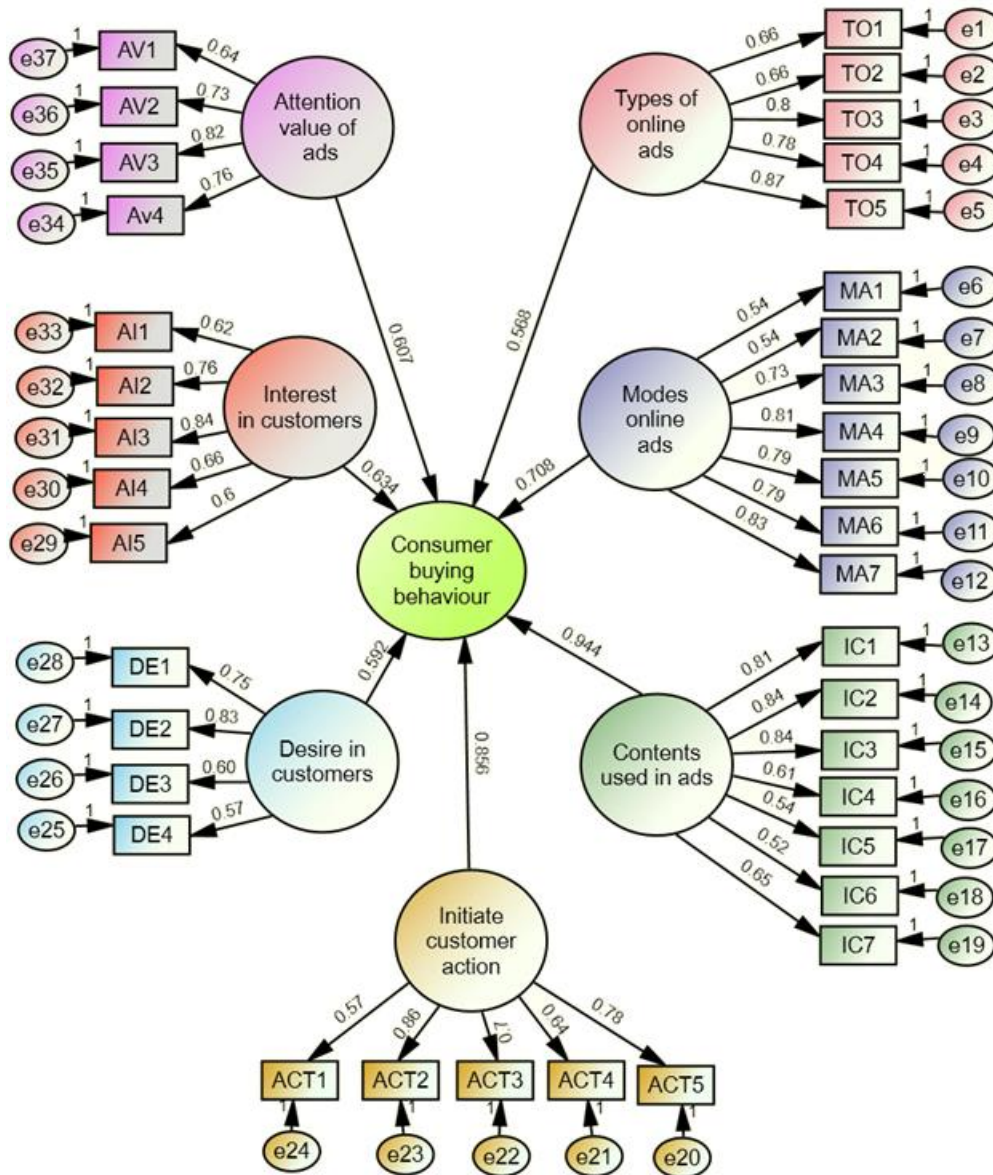 e37 1 AV1 0.64
e36 1 AV2 0.73
e35 1 AV3 0.82
e34 1 Av4 0.76
Attention
value of
ads
0.607
Types of
online
ads
0.568
0.66 TO1 1 e1
0.66 TO2 1 e2
0.8 TO3 1 e3
0.78 TO4 1 e4
0.87 TO5 1 e5
e33 1 AI1 0.62
e32 1 AI2 0.76
e31 1 AI3 0.84
e30 1 AI4 0.66
e29 1 AI5 0.6
Interest
in customers
0.634
Modes
online
ads
0.708
0.54 MA1 1 e6
0.54 MA2 1 e7
0.73 MA3 1 e8
0.81 MA4 1 e9
0.79 MA5 1 e10
0.79 MA6 1 e11
0.83 MA7 1 e12
Consumer
buying
behaviour
e28 1 DE1 0.75
e27 1 DE2 0.83
e26 1 DE3 0.60
e25 1 DE4 0.57
Desire in
customers
0.592
0.856
Contents
used in ads
0.944
0.81 IC1 1 e13
0.84 IC2 1 e14
0.84 IC3 1 e15
0.61 IC4 1 e16
0.54 IC5 1 e17
0.52 IC6 1 e18
0.65 IC7 1 e19
Initiate
customer
action
0.57 0.86 0.7 0.64 0.78
ACT1 ACT2 ACT3 ACT4 ACT5
1 1 1 1 1
e24 e23 e22 e21 e20